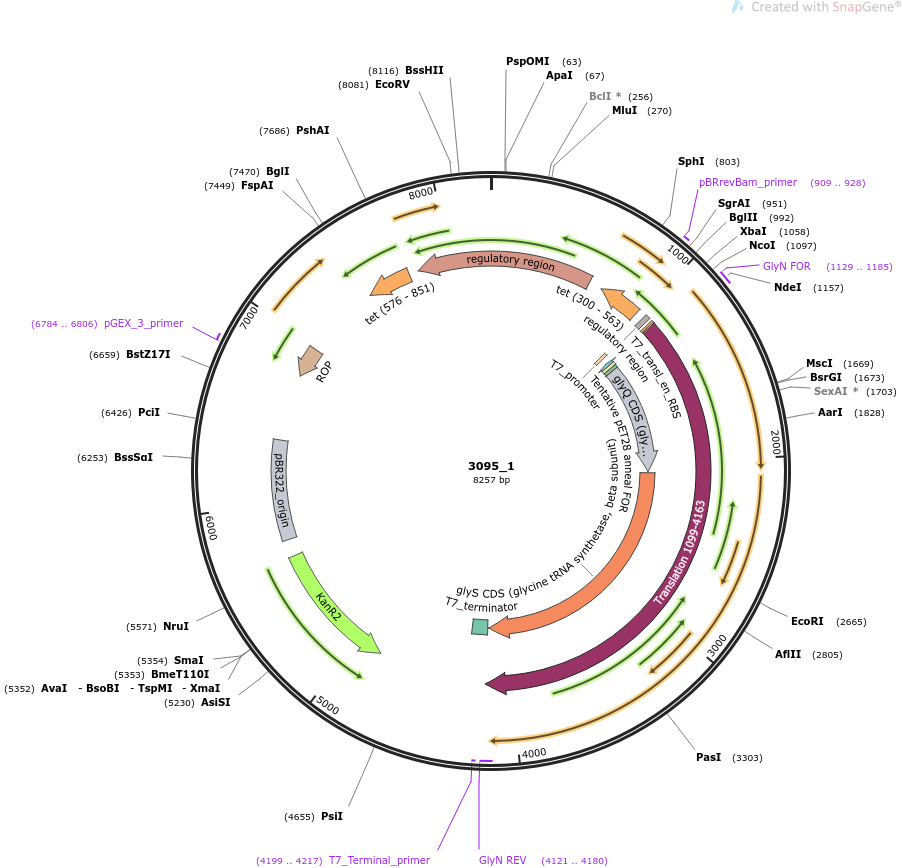 Created with SnapGene®
PspOMI (63)
ApaI (67)
BclI * (256)
MluI (270)
SphI (803)
pBRrevBam_primer (909 .. 928)
SgrAI (951)
BglII (992)
XbaI (1058)
NcoI (1097)
GlyN FOR (1129 .. 1185)
NdeI (1157)
MscI (1669)
BsrGI (1673)
SexAI * (1703)
AarI (1828)
EcoRI (2665)
AflII (2805)
PasI (3303)
GlyN REV (4121 .. 4180)
(4199 .. 4217) T7_Terminal_primer
(4655) PsiI
(5230) AsiSI
(5352) AvaI - BsoBI - TspMI - XmaI
(5353) BmeT110I
(5354) SmaI
(5571) NruI
(6253) BssSαI
(6426) PciI
(6659) BstZ17I
(6784 .. 6806) pGEX_3_primer
(7449) FspAI
(7470) BglI
(7686) PshAI
(8081) EcoRV
(8116) BssHII
1000
2000
3000
4000
5000
6000
7000
8000
regulatory region
tet (576 - 851)
tet (300 - 563)
regulatory region
T7_transl_en_RBS
T7_promoter
Tentative pET28 anneal FOR
glyQ CDS (gly...
Translation 1099-4163
glyS CDS (glycine tRNA synthetase, beta subunit)
T7_terminator
KanR2
pBR322_origin
ROP
3095_1
8257 bp